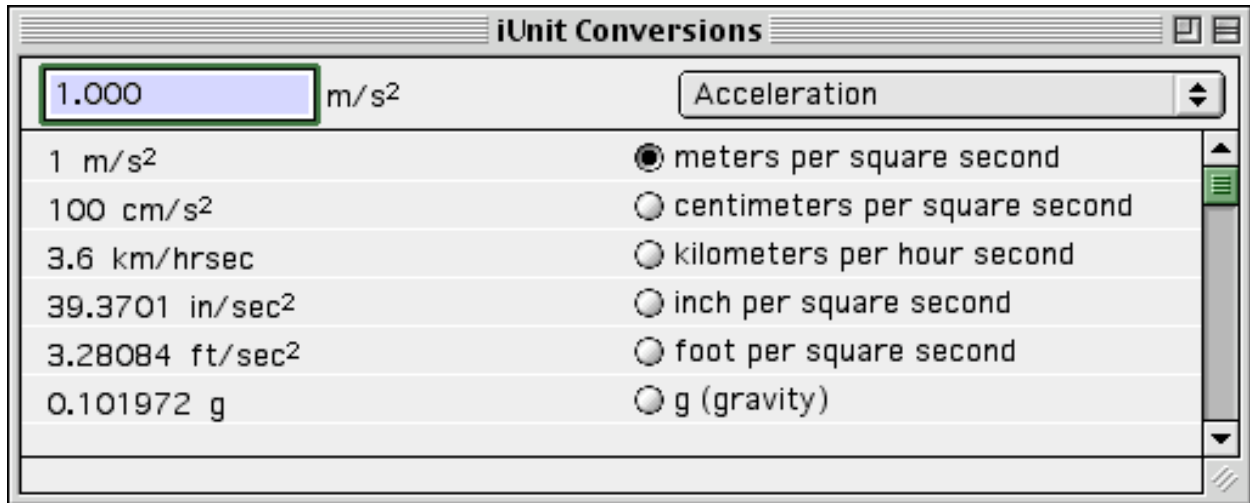 iUnit Conversions
1.000 m/s² Acceleration
1 m/s² meters per square second
100 cm/s² centimeters per square second
3.6 km/hrsec kilometers per hour second
39.3701 in/sec² inch per square second
3.28084 ft/sec² foot per square second
0.101972 g g (gravity)